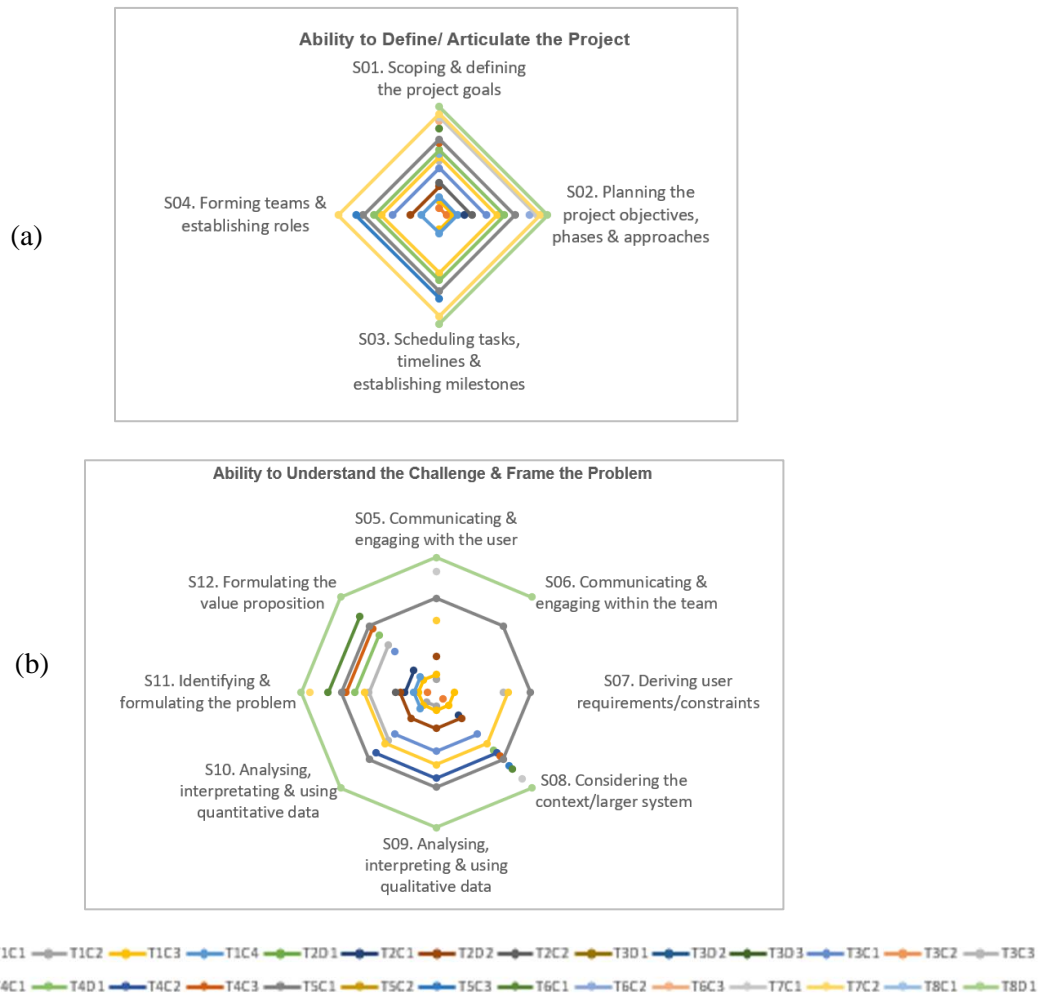 Ability to Define/ Articulate the Project
S01. Scoping & defining
the project goals
S04. Forming teams &
establishing roles
S02. Planning the
project objectives,
phases & approaches
(a)
S03. Scheduling tasks,
timelines &
establishing milestones
Ability to Understand the Challenge & Frame the Problem
S05. Communicating &
engaging with the user
S12. Formulating the
value proposition
S06. Communicating &
engaging within the team
(b)
S11. Identifying &
formulating the problem
S07. Deriving user
requirements/constraints
S10. Analysing,
interpretating & using
quantitative data
S08. Considering the
context/larger system
S09. Analysing,
interpreting & using
qualitative data
T1C2 T1C3 T1C4 T2D1 T2C1 T2D2 T2C2 T3D1 T3D2 T3D3 T3C1 T3C2 T3C3
T4D1 T4C2 T4C3 T5C1 T5C2 T5C3 T6C1 T6C2 T6C3 T7C1 T7C2 T8C1 T8D1